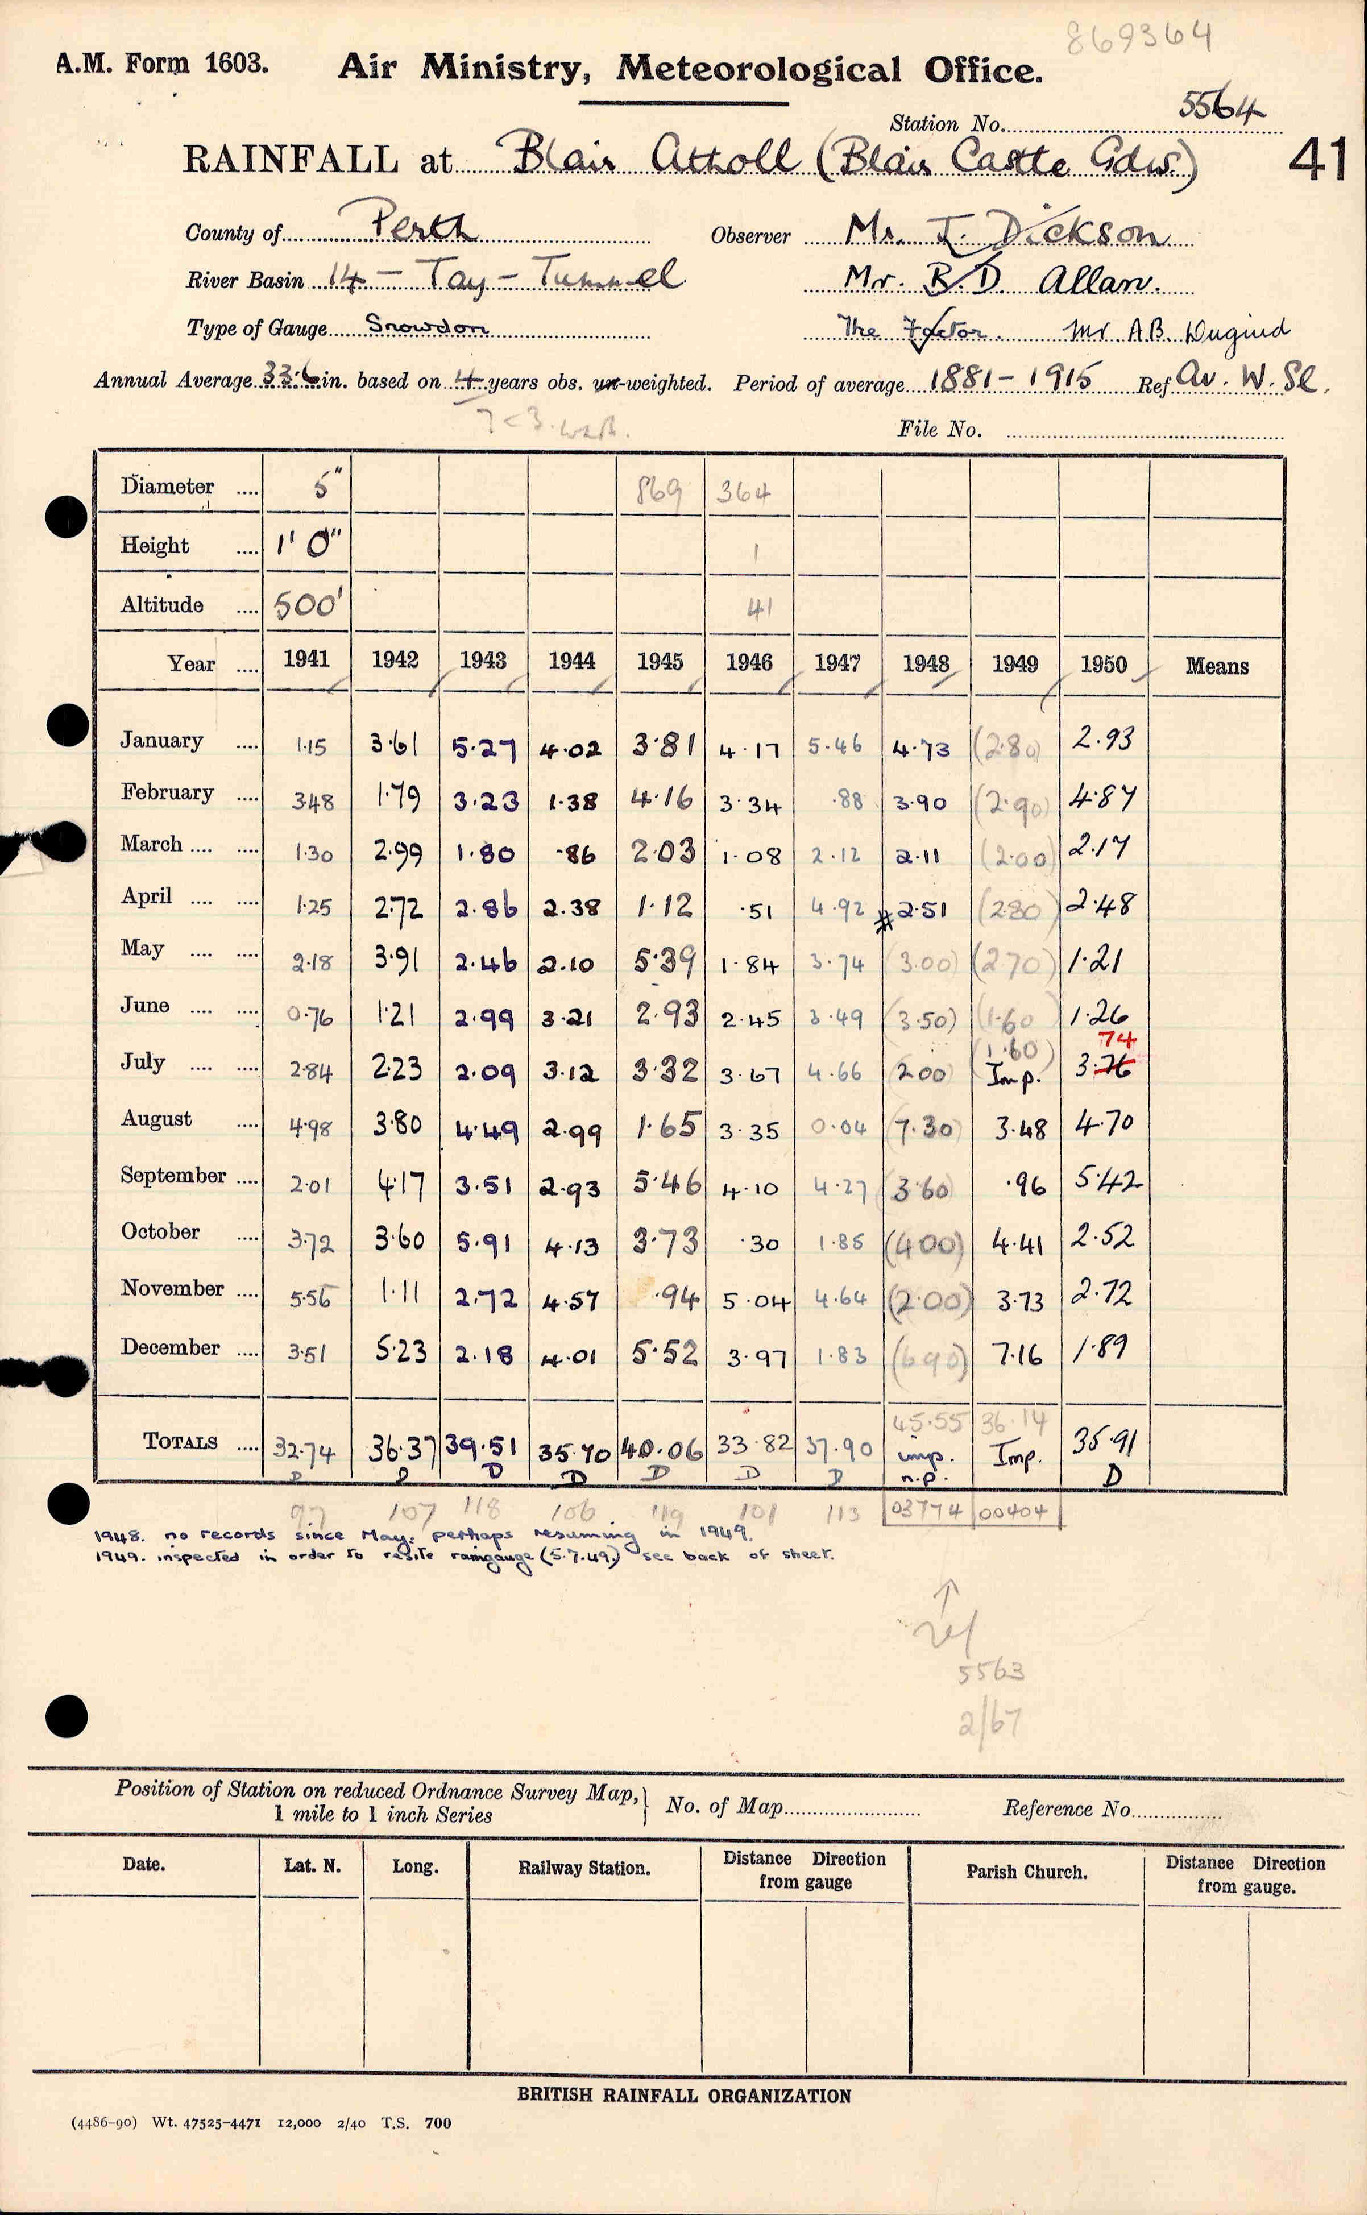 869364
A.M. Form 1603. Air Ministry, Meteorological Office.
Station No. 5564
RAINFALL at Blair Atholl (Blair Castle Gdns.) 41
County of Perth Observer Mr. J. Dickson
River Basin 14 - Tay - Tummel Mr. B.D. Allan.
Type of Gauge Snowdon The Factor. Mr A.B. Duguid
Annual Average 33.6 in. based on 4 years obs. un-weighted. Period of average 1881-1915 Ref Av. W. Sl.
7<3.
File No.
Diameter .... 5" 869 364
Height .... 1' 0" 1
Altitude .... 500' 41
Year .... 1941 1942 1943 1944 1945 1946 1947 1948 1949 1950 Means
January .... 1.15 3.61 5.27 4.02 3.81 4.17 5.46 4.73 (2.80) 2.93
February .... 3.48 1.79 3.23 1.38 4.16 3.34 .88 3.90 (2.90) 4.87
March .... .... 1.30 2.99 1.80 .86 2.03 1.08 2.12 2.11 (2.00) 2.17
April .... .... 1.25 2.72 2.86 2.38 1.12 .51 4.92 #2.51 (2.80) 2.48
May .... .... 2.18 3.91 2.46 2.10 5.39 1.84 3.74 (3.00) (2.70) 1.21
June .... .... 0.76 1.21 2.99 3.21 2.93 2.45 3.49 (3.50) (1.60) 1.26
(1.60) 74
July .... .... 2.84 2.23 2.09 3.12 3.32 3.67 4.66 (2.00) Imp. 3.76
August .... 4.98 3.80 4.49 2.99 1.65 3.35 0.04 (7.30) 3.48 4.70
September .... 2.01 4.17 3.51 2.93 5.46 4.10 4.27 (3.60) .96 5.42
October .... 3.72 3.60 5.91 4.13 3.73 .30 1.85 (4.00) 4.41 2.52
November .... 5.56 1.11 2.72 4.57 .94 5.04 4.64 (2.00) 3.73 2.72
December .... 3.51 5.23 2.18 4.01 5.52 3.97 1.83 (6.90) 7.16 1.89
45.55 36.14
TOTALS .... 32.74 36.37 39.51 35.70 40.06 33.82 37.90 imp. Imp. 35.91
D D D D D D D n.p. D
97 107 118 106 119 101 113 03774 00404
1948. no records since May. perhaps resuming in 1949.
1949. inspected in order to resite raingauge (5.7.49.) see back of sheet.
↑
5563
2/67
Position of Station on reduced Ordnance Survey Map,} No. of Map Reference No
1 mile to 1 inch Series
Date. Lat. N. Long. Railway Station. Distance Direction from gauge Parish Church. Distance Direction from gauge.
BRITISH RAINFALL ORGANIZATION
(4486-90) Wt. 47525-4471 12,000 2/40 T.S. 700